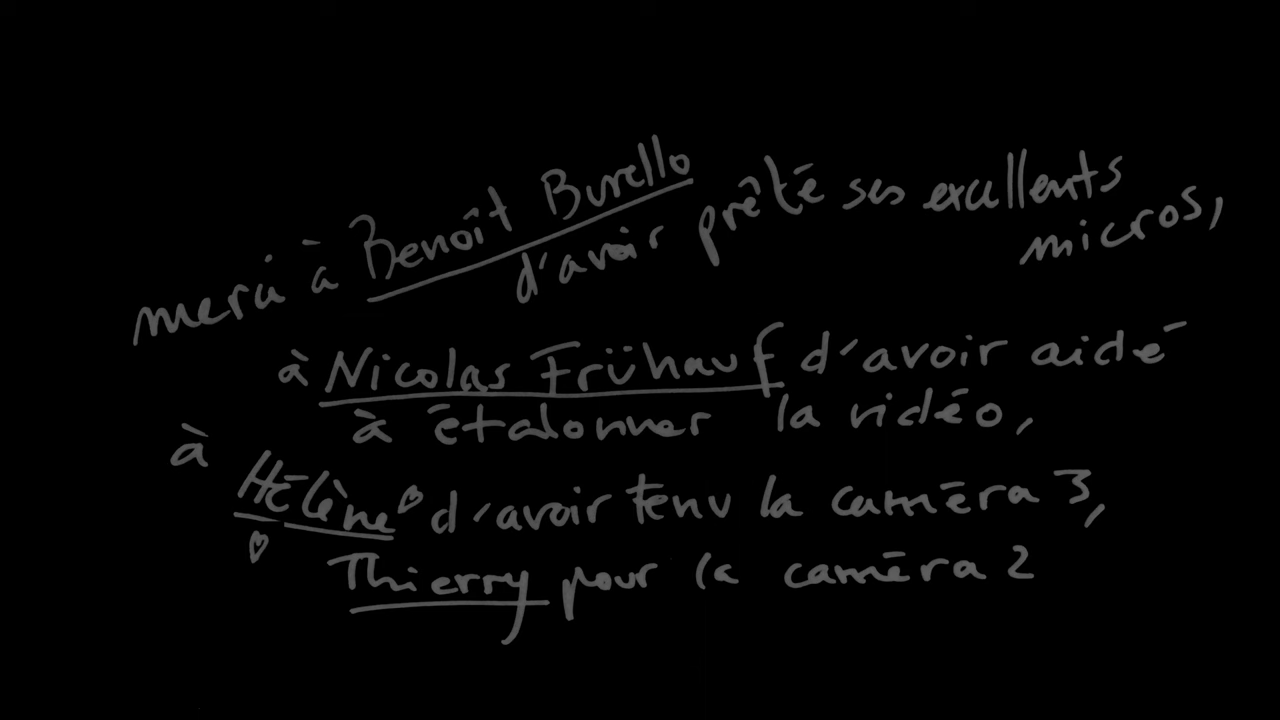 merci à Benoît Burello d'avoir prêté ses excellents
micros,
à Nicolas Frühauf d'avoir aidé
à étalonner la vidéo,
à Hélène d'avoir tenu la caméra 3,
Thierry pour la caméra 2